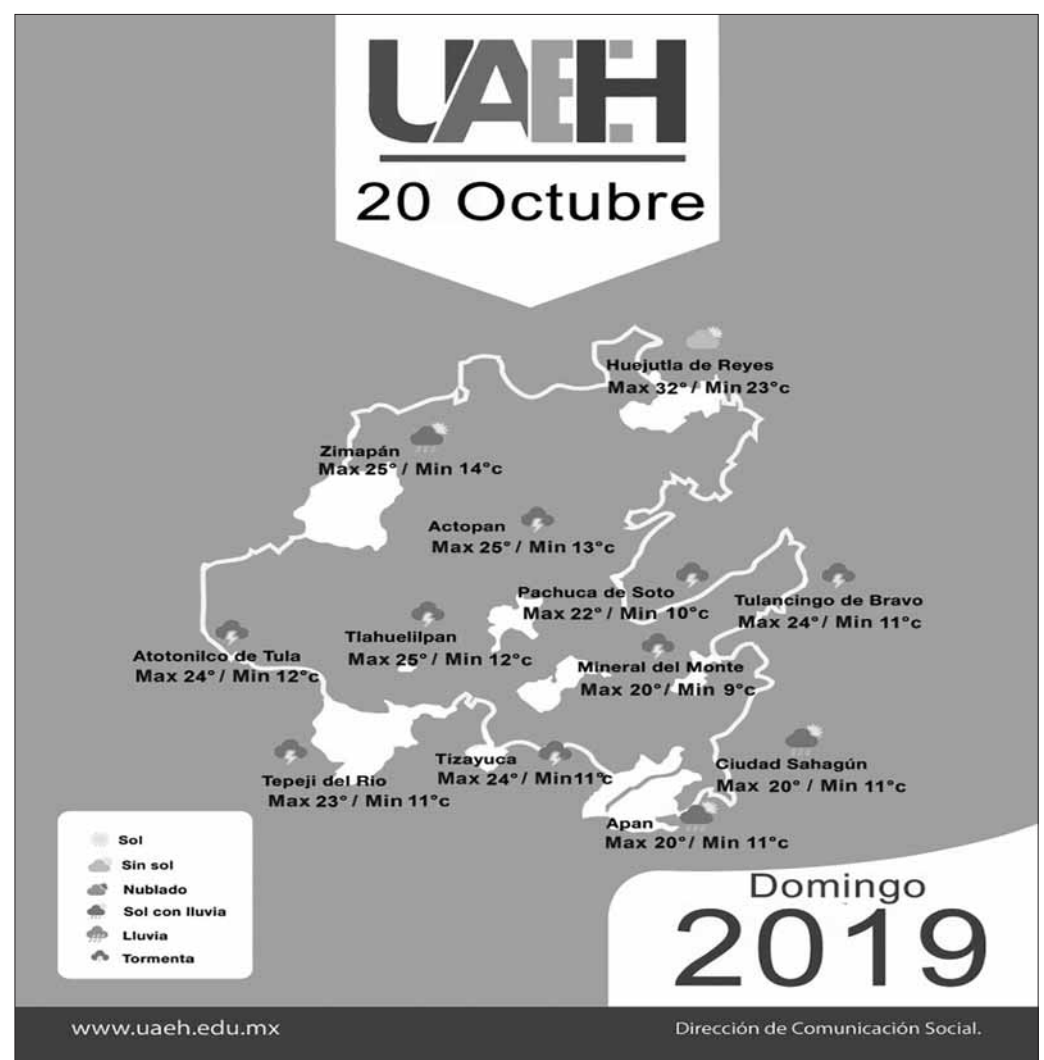 UAEH
20 Octubre
Huejutla de Reyes
Max 32° / Min 23°c
Zimapán
Max 25° / Min 14°c
Actopan
Max 25° / Min 13°c
Pachuca de Soto
Max 22° / Min 10°c
Tulancingo de Bravo
Max 24° / Min 11°c
Tlahuelilpan
Max 25° / Min 12°c
Atotonilco de Tula
Max 24° / Min 12°c
Mineral del Monte
Max 20° / Min 9°c
Tizayuca
Max 24° / Min 11°c
Ciudad Sahagún
Max 20° / Min 11°c
Tepeji del Rio
Max 23° / Min 11°c
Apan
Max 20° / Min 11°c
Sol
Sin sol
Nublado
Sol con lluvia
Lluvia
Tormenta
Domingo
2019
www.uaeh.edu.mx
Dirección de Comunicación Social.